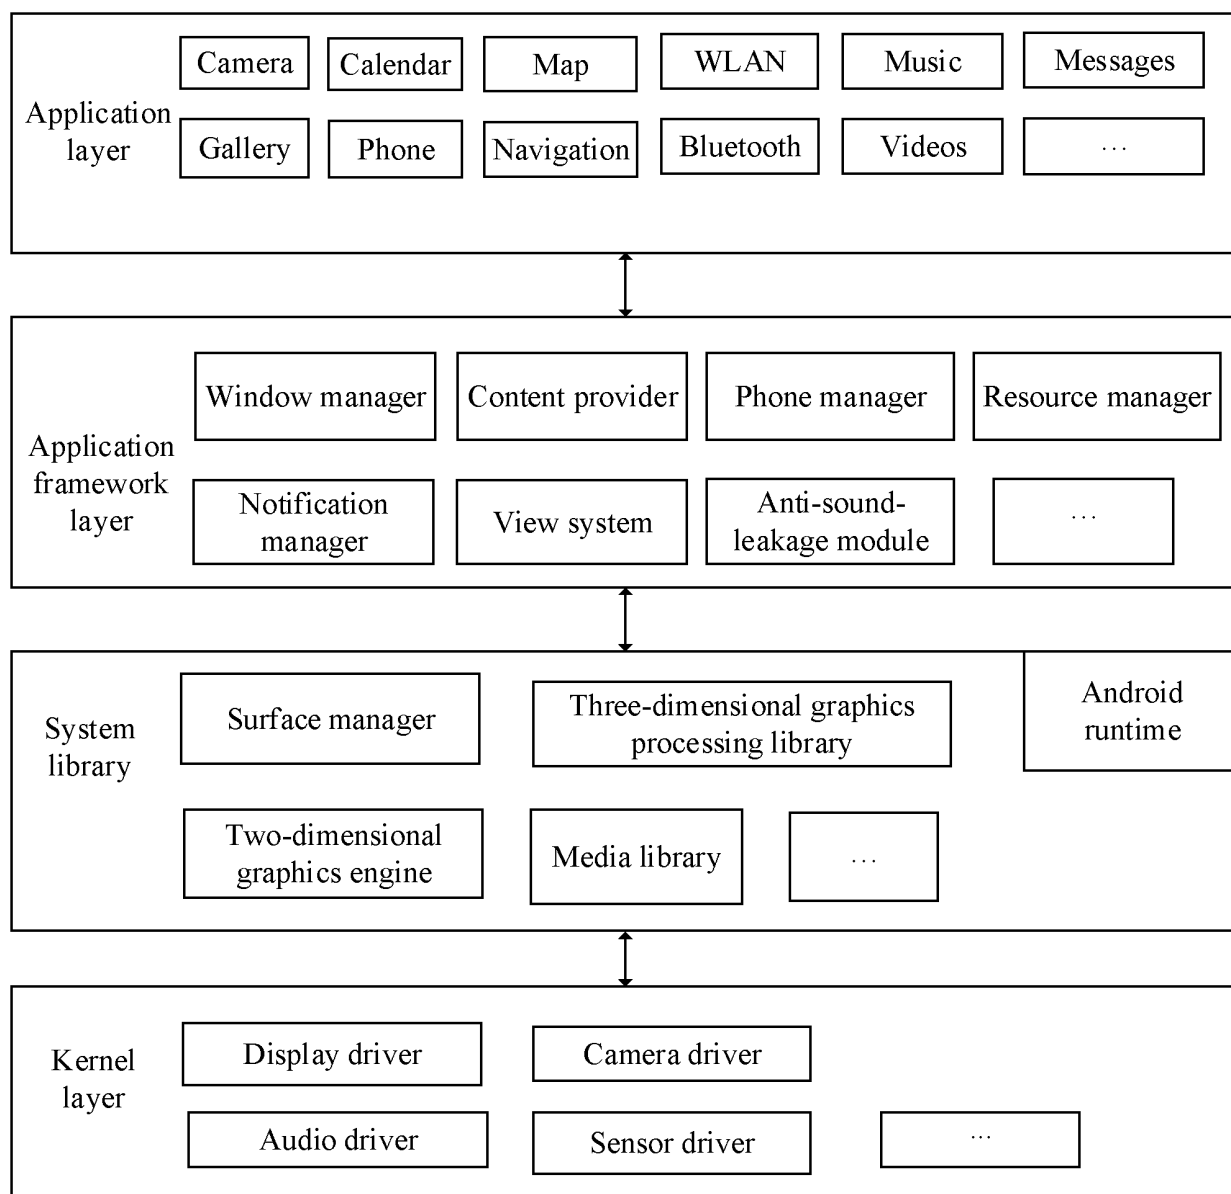 Camera
Calendar
Map
WLAN
Music
Messages
Application
layer
Gallery
Phone
Navigation
Bluetooth
Videos
...
Window manager
Content provider
Phone manager
Resource manager
Application
framework
layer
Notification
manager
View system
Anti-sound-
leakage module
...
System
library
Surface manager
Three-dimensional graphics
processing library
Android
runtime
Two-dimensional
graphics engine
Media library
...
Kernel
layer
Display driver
Camera driver
Audio driver
Sensor driver
...